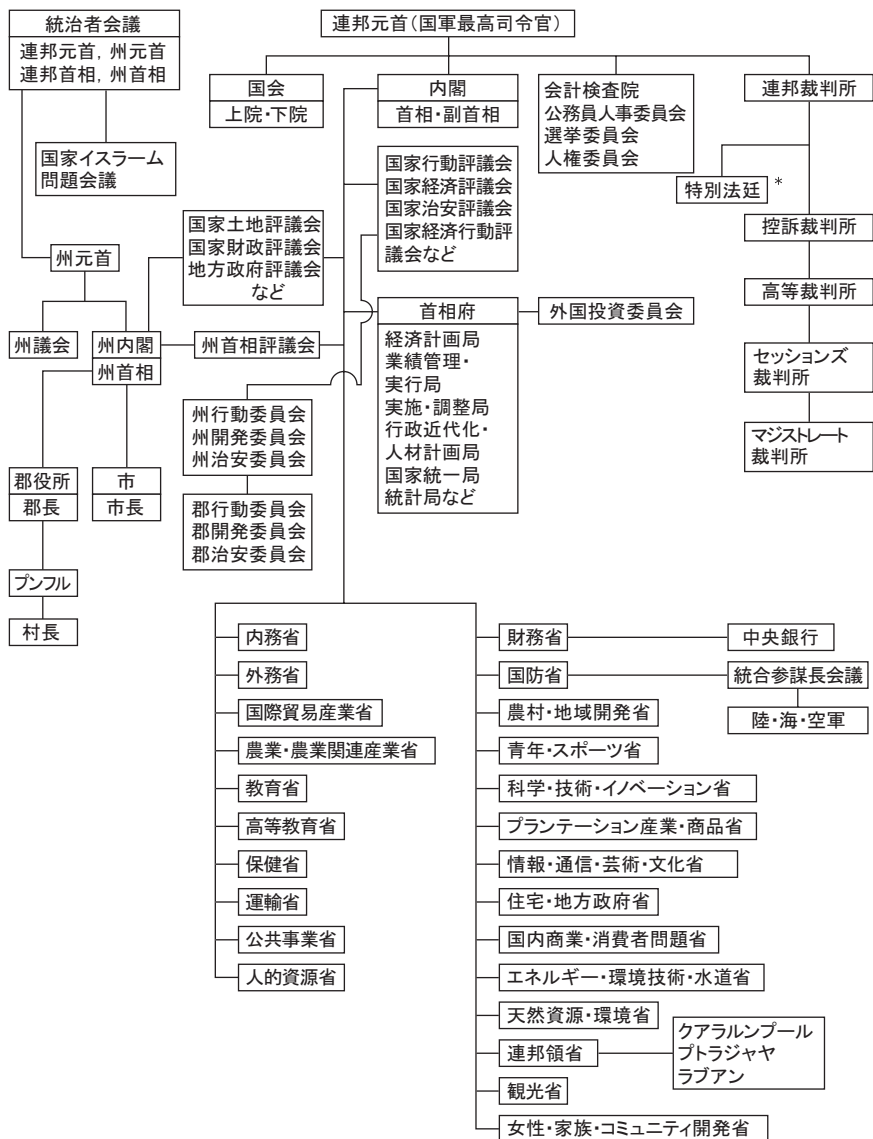 統治者会議
連邦元首，州元首
連邦首相，州首相
国家イスラーム
問題会議
連邦元首（国軍最高司令官）
国会
上院・下院
内閣
首相・副首相
会計検査院
公務員人事委員会
選挙委員会
人権委員会
連邦裁判所
特別法廷 *
控訴裁判所
高等裁判所
セッションズ
裁判所
マジストレート
裁判所
国家行動評議会
国家経済評議会
国家治安評議会
国家経済行動評
議会など
国家土地評議会
国家財政評議会
地方政府評議会
など
州元首
州議会
州内閣
州首相
州首相評議会
首相府
経済計画局
業績管理・
実行局
実施・調整局
行政近代化・
人材計画局
国家統一局
統計局など
外国投資委員会
州行動委員会
州開発委員会
州治安委員会
郡行動委員会
郡開発委員会
郡治安委員会
郡役所
郡長
市
市長
プンフル
村長
内務省
外務省
国際貿易産業省
農業・農業関連産業省
教育省
高等教育省
保健省
運輸省
公共事業省
人的資源省
財務省
中央銀行
国防省
統合参謀長会議
陸・海・空軍
農村・地域開発省
青年・スポーツ省
科学・技術・イノベーション省
プランテーション産業・商品省
情報・通信・芸術・文化省
住宅・地方政府省
国内商業・消費者問題省
エネルギー・環境技術・水道省
天然資源・環境省
連邦領省
クアラルンプール
プトラジャヤ
ラブアン
観光省
女性・家族・コミュニティ開発省